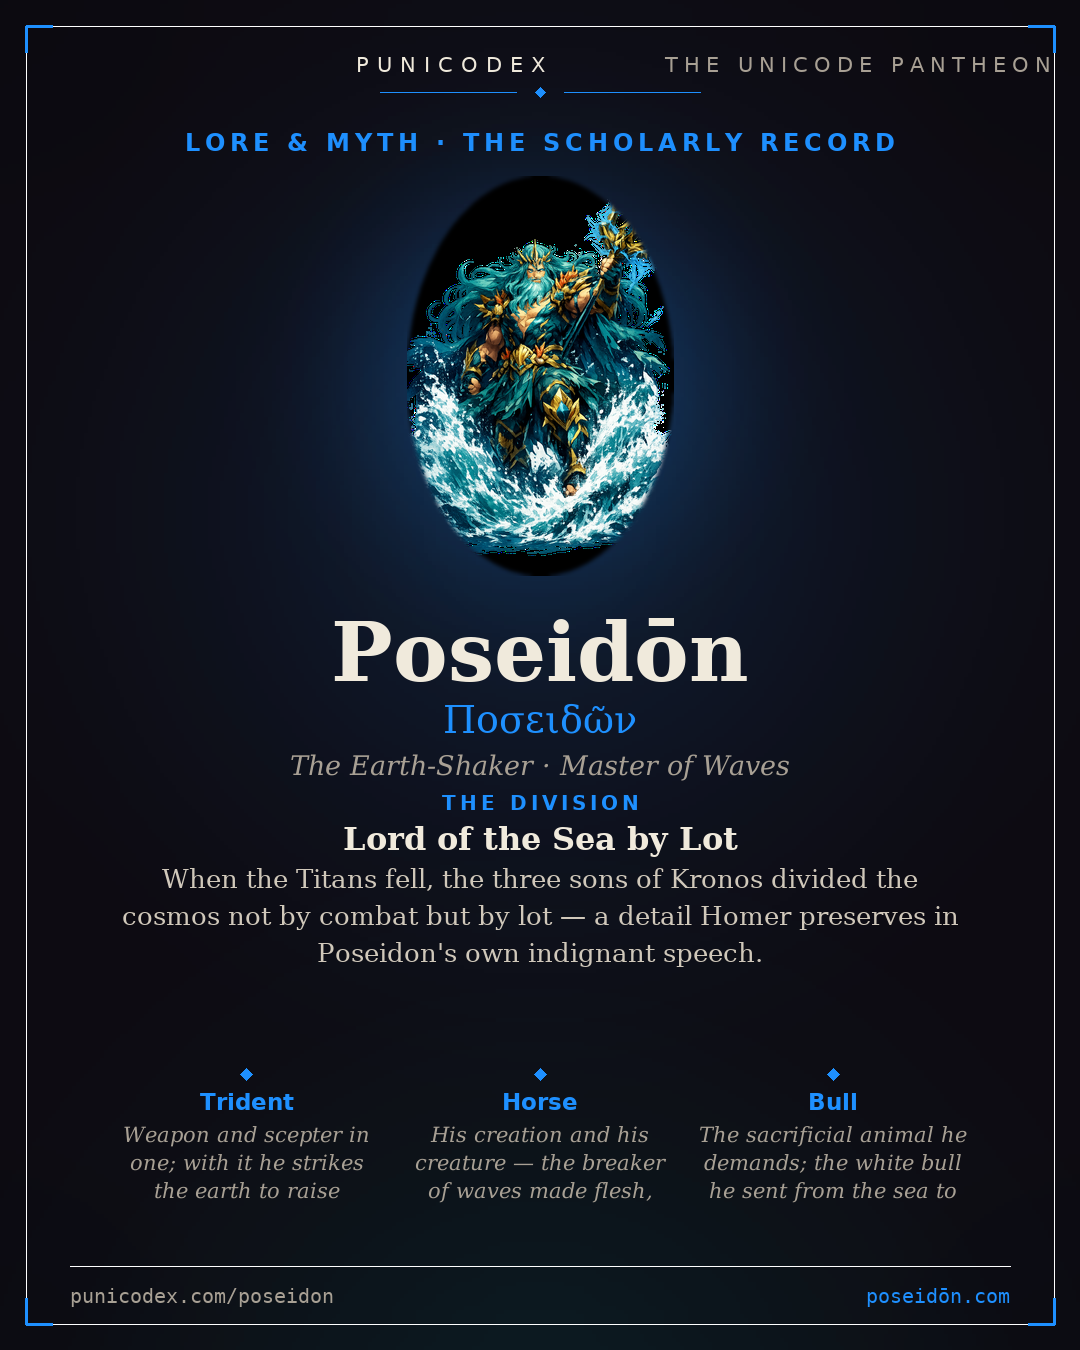 PUNICODEX THE UNICODE PANTHEON
LORE & MYTH · THE SCHOLARLY RECORD
Poseidōn
Ποσειδῶν
The Earth-Shaker · Master of Waves
THE DIVISION
Lord of the Sea by Lot
When the Titans fell, the three sons of Kronos divided the
cosmos not by combat but by lot — a detail Homer preserves in
Poseidon's own indignant speech.
Trident
Weapon and scepter in
one; with it he strikes
the earth to raise
Horse
His creation and his
creature — the breaker
of waves made flesh,
Bull
The sacrificial animal he
demands; the white bull
he sent from the sea to
punicodex.com/poseidon
poseidōn.com